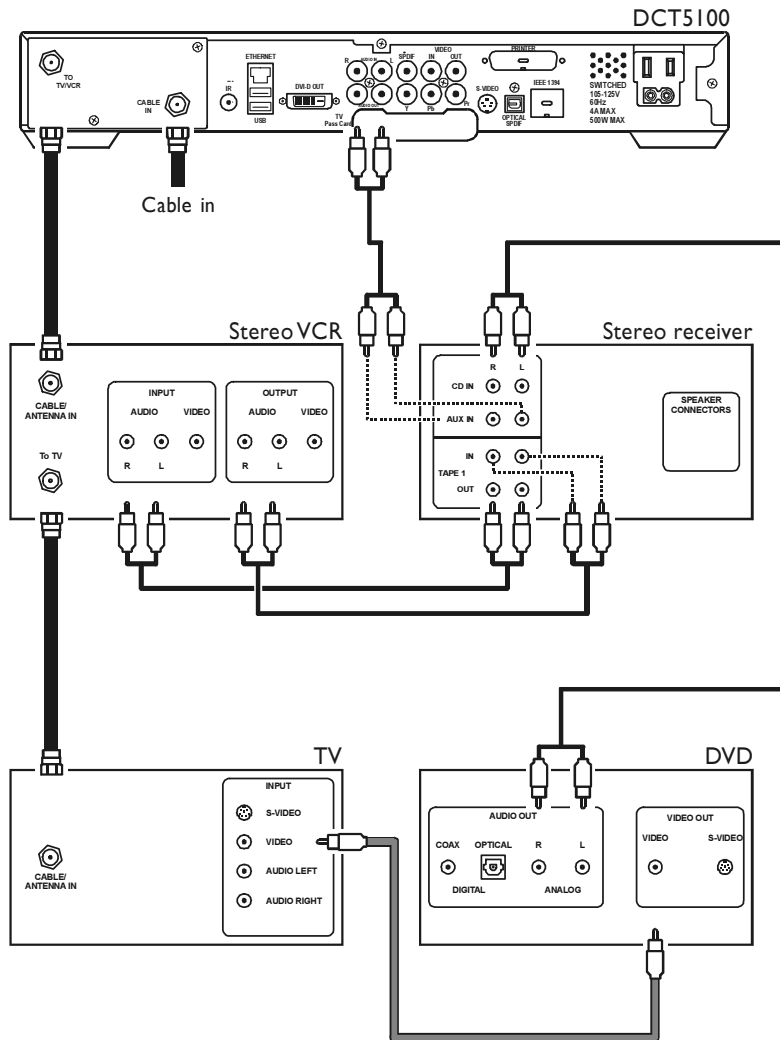 DCT5100
TO
TV/VCR
CABLE
IN
ETHERNET
USB
IR
DVI-D OUT
R AUDIO IN L
AUDIO OUT
TV
Pass Card
SPDIF
VIDEO
IN OUT
Y Pb Pr
PRINTER
S-VIDEO
OPTICAL
SPDIF
IEEE 1394
SWITCHED
105-125V
60Hz
4A MAX
500W MAX
Cable in
Stereo VCR
CABLE/
ANTENNA IN
To TV
INPUT
AUDIO VIDEO
R L
OUTPUT
AUDIO VIDEO
R L
Stereo receiver
R L
CD IN
AUX IN
IN
TAPE 1
OUT
SPEAKER
CONNECTORS
TV
CABLE/
ANTENNA IN
INPUT
S-VIDEO
VIDEO
AUDIO LEFT
AUDIO RIGHT
DVD
AUDIO OUT
COAX OPTICAL R L
DIGITAL ANALOG
VIDEO OUT
VIDEO S-VIDEO